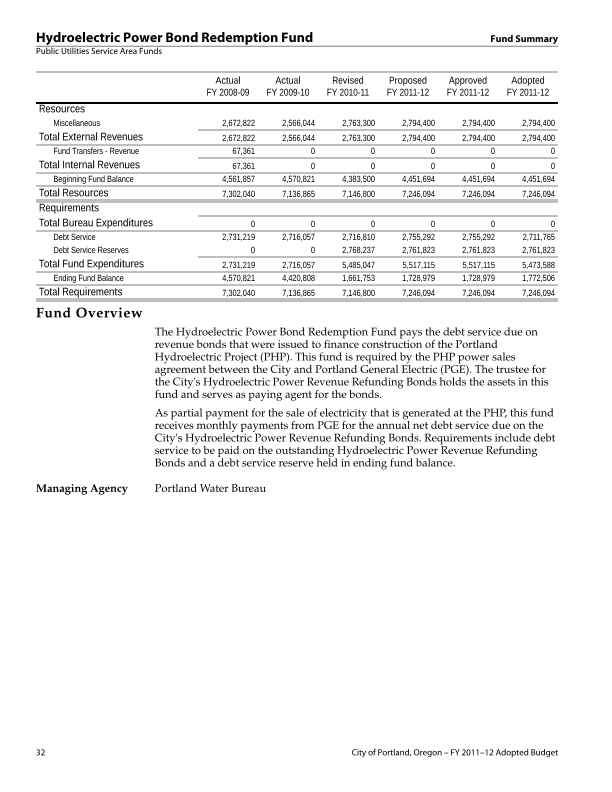 Hydroelectric Power Bond Redemption Fund Fund Summary
Public Utilities Service Area Funds
Actual Actual Revised Proposed Approved Adopted
FY 2008-09 FY 2009-10 FY 2010-11 FY 2011-12 FY 2011-12 FY 2011-12
Resources
Miscellaneous 2,672,822 2,566,044 2,763,300 2,794,400 2,794,400 2,794,400
Total External Revenues 2,672,822 2,566,044 2,763,300 2,794,400 2,794,400 2,794,400
Fund Transfers - Revenue 67,361 0 0 0 0 0
Total Internal Revenues 67,361 0 0 0 0 0
Beginning Fund Balance 4,561,857 4,570,821 4,383,500 4,451,694 4,451,694 4,451,694
Total Resources 7,302,040 7,136,865 7,146,800 7,246,094 7,246,094 7,246,094
Requirements
Total Bureau Expenditures 0 0 0 0 0 0
Debt Service 2,731,219 2,716,057 2,716,810 2,755,292 2,755,292 2,711,765
Debt Service Reserves 0 0 2,768,237 2,761,823 2,761,823 2,761,823
Total Fund Expenditures 2,731,219 2,716,057 5,485,047 5,517,115 5,517,115 5,473,588
Ending Fund Balance 4,570,821 4,420,808 1,661,753 1,728,979 1,728,979 1,772,506
Total Requirements 7,302,040 7,136,865 7,146,800 7,246,094 7,246,094 7,246,094
Fund Overview
The Hydroelectric Power Bond Redemption Fund pays the debt service due on
revenue bonds that were issued to finance construction of the Portland
Hydroelectric Project (PHP). This fund is required by the PHP power sales
agreement between the City and Portland General Electric (PGE). The trustee for
the City's Hydroelectric Power Revenue Refunding Bonds holds the assets in this
fund and serves as paying agent for the bonds.
As partial payment for the sale of electricity that is generated at the PHP, this fund
receives monthly payments from PGE for the annual net debt service due on the
City's Hydroelectric Power Revenue Refunding Bonds. Requirements include debt
service to be paid on the outstanding Hydroelectric Power Revenue Refunding
Bonds and a debt service reserve held in ending fund balance.
Managing Agency Portland Water Bureau
32 City of Portland, Oregon – FY 2011–12 Adopted Budget